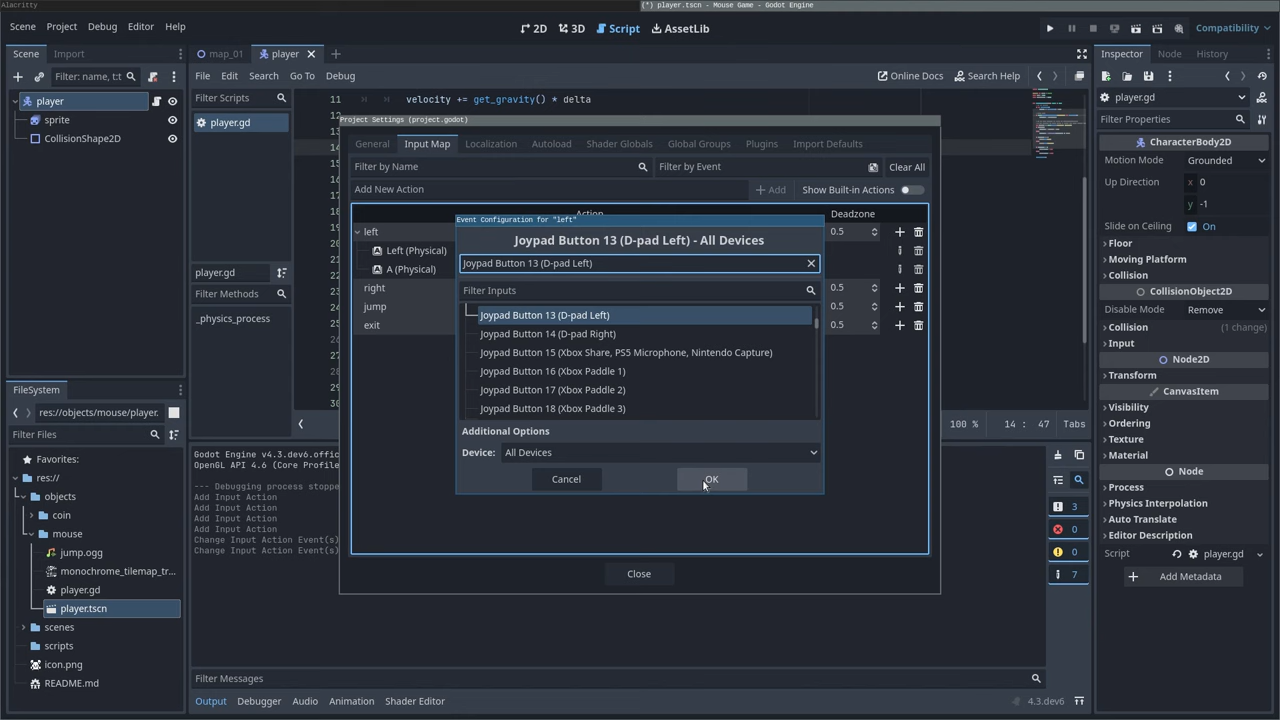 Alacritty
(*) player.tscn - Mouse Game - Godot Engine
Scene Project Debug Editor Help
2D 3D Script AssetLib
Compatibility
Scene Import
map_01 player
Inspector Node History
Filter: name, t:t
File Edit Search Go To Debug
Online Docs Search Help
player
sprite
CollisionShape2D
Filter Scripts
player.gd
player.gd
Filter Methods
_physics_process
11 velocity += get_gravity() * delta
Project Settings (project.godot)
General Input Map Localization Autoload Shader Globals Global Groups Plugins Import Defaults
Filter by Name Filter by Event Clear All
Add New Action Add Show Built-in Actions
Action Deadzone
left 0.5
Left (Physical)
A (Physical)
right 0.5
jump 0.5
exit 0.5
Event Configuration for "left"
Joypad Button 13 (D-pad Left) - All Devices
Joypad Button 13 (D-pad Left)
Filter Inputs
Joypad Button 13 (D-pad Left)
Joypad Button 14 (D-pad Right)
Joypad Button 15 (Xbox Share, PS5 Microphone, Nintendo Capture)
Joypad Button 16 (Xbox Paddle 1)
Joypad Button 17 (Xbox Paddle 2)
Joypad Button 18 (Xbox Paddle 3)
Additional Options
Device: All Devices
Cancel OK
Close
100 % 14 : 47 Tabs
FileSystem
res://objects/mouse/player.
Filter Files
Favorites:
res://
objects
coin
mouse
jump.ogg
monochrome_tilemap_tr...
player.gd
player.tscn
scenes
scripts
icon.png
README.md
Godot Engine v4.3.dev6.offic
OpenGL API 4.6 (Core Profile
--- Debugging process stoppe
Add Input Action
Add Input Action
Add Input Action
Add Input Action
Change Input Action Event(s)
Change Input Action Event(s)
3
0
0
7
Filter Messages
Output Debugger Audio Animation Shader Editor
4.3.dev6
player.gd
Filter Properties
CharacterBody2D
Motion Mode Grounded
Up Direction x 0
y -1
Slide on Ceiling On
Floor
Moving Platform
Collision
CollisionObject2D
Disable Mode Remove
Collision (1 change)
Input
Node2D
Transform
CanvasItem
Visibility
Ordering
Texture
Material
Node
Process
Physics Interpolation
Auto Translate
Editor Description
Script player.gd
Add Metadata